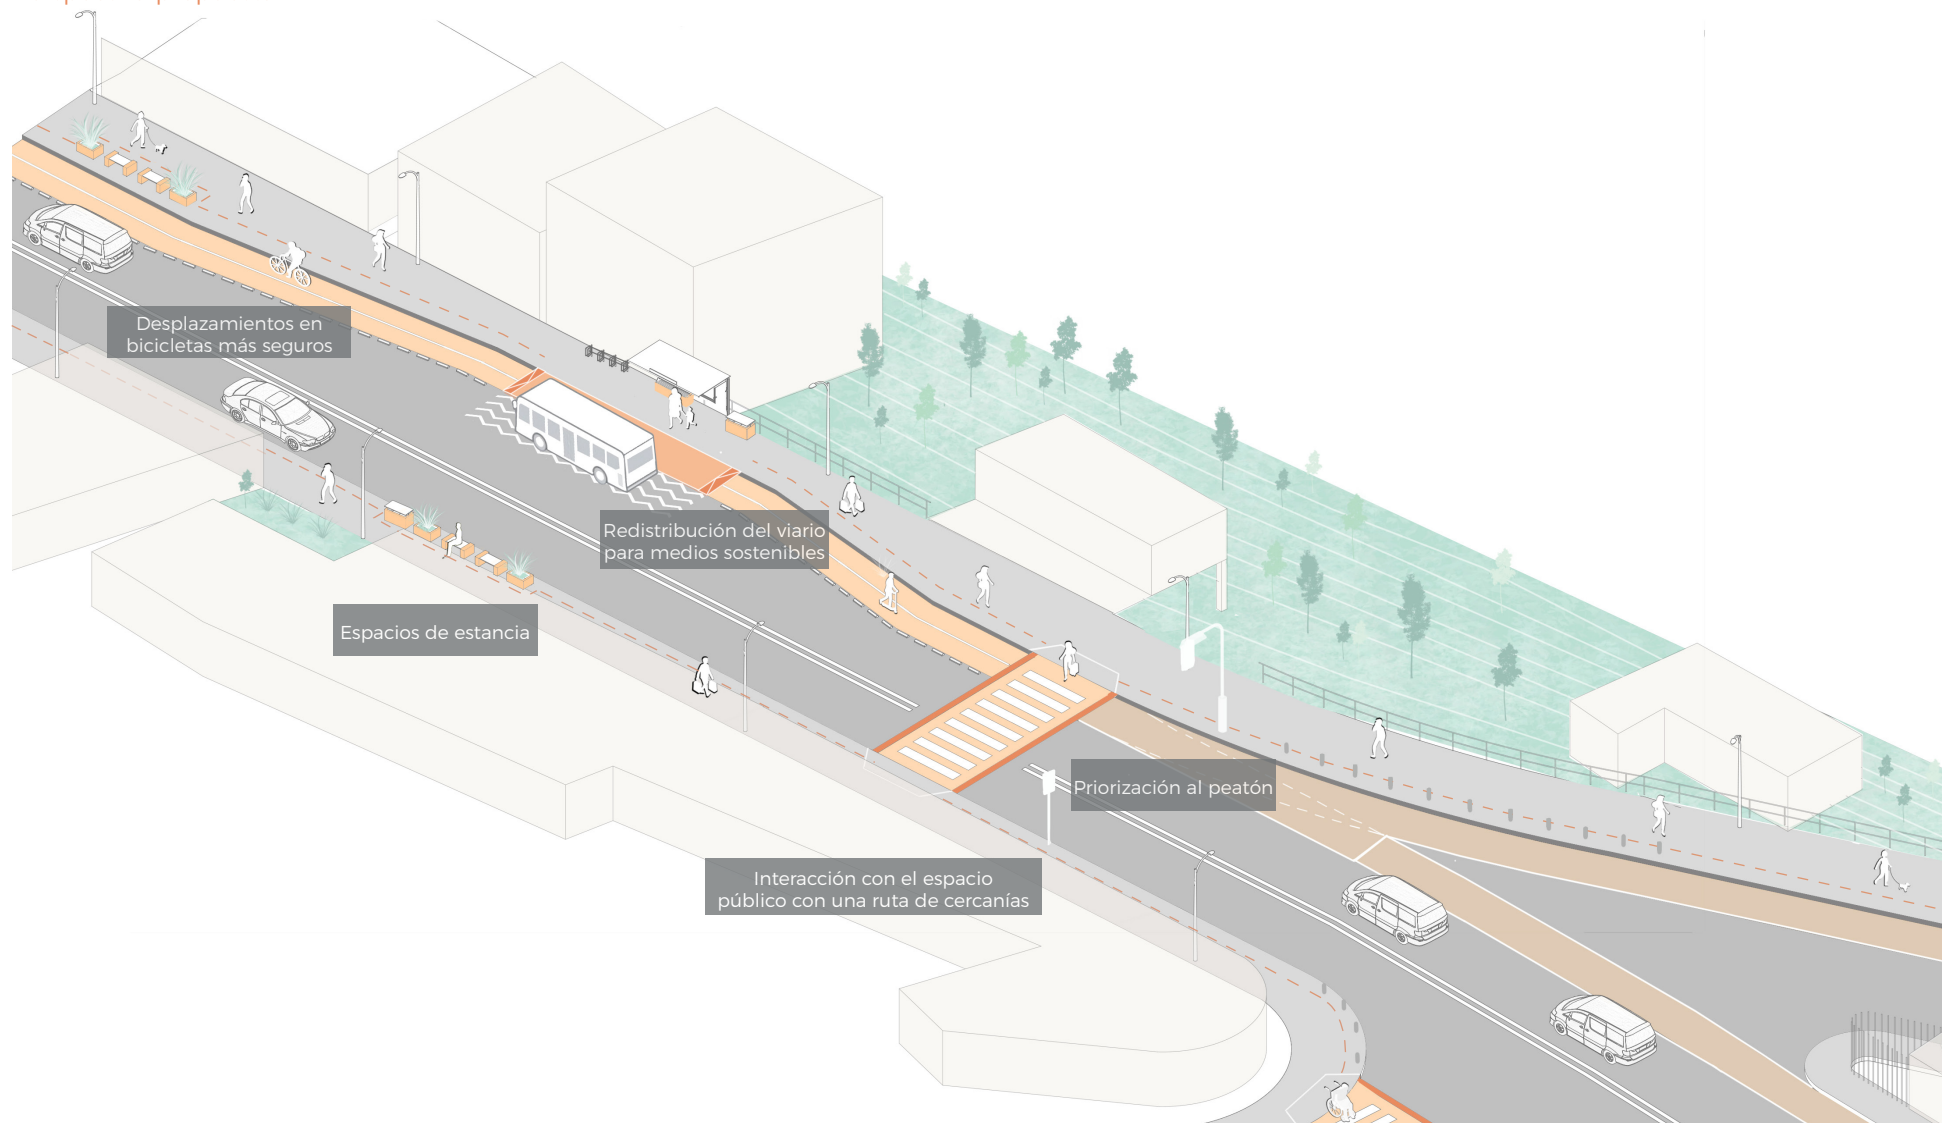 Desplazamientos en
bicicletas más seguros
Redistribución del viario
para medios sostenibles
Espacios de estancia
Priorización al peatón
Interacción con el espacio
público con una ruta de cercanías